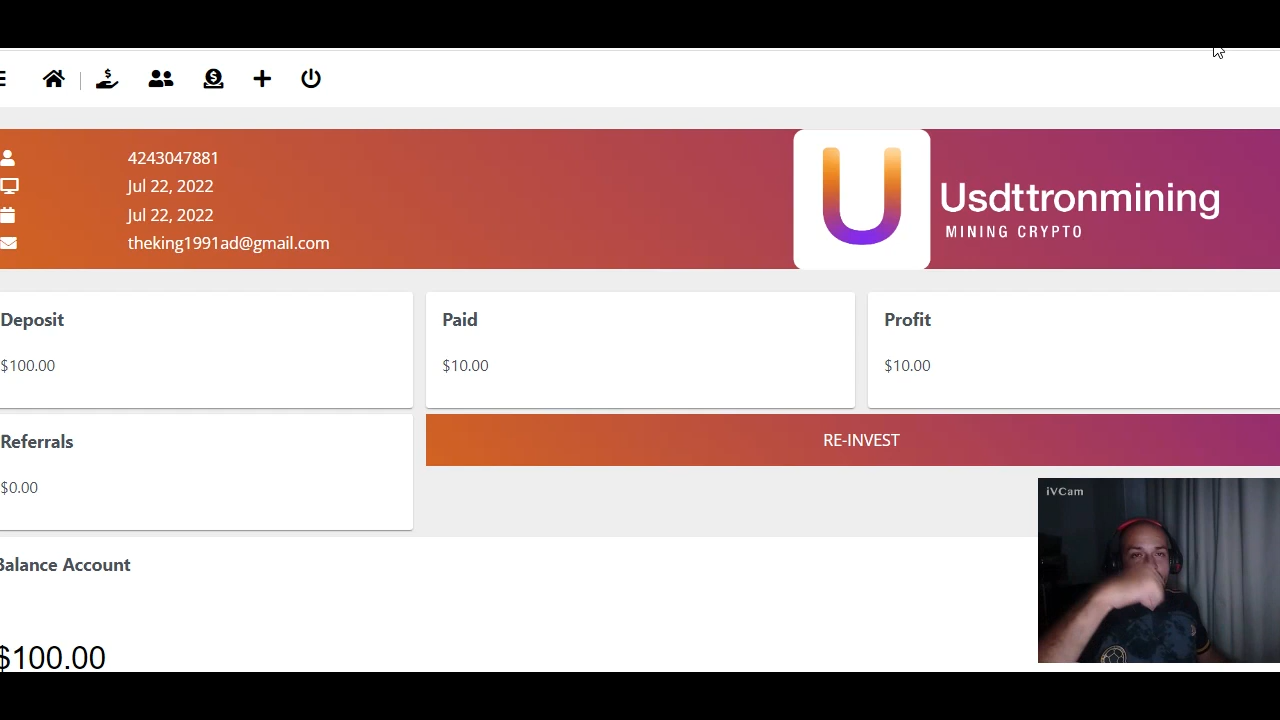 4243047881
Jul 22, 2022
Jul 22, 2022
theking1991ad@gmail.com
U
Usdttronmining
MINING CRYPTO
Deposit
$100.00
Paid
$10.00
Profit
$10.00
Referrals
$0.00
RE-INVEST
iVCam
Balance Account
$100.00